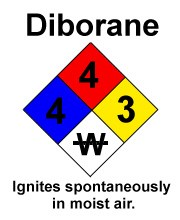 Diborane
4
4 3
W
Ignites spontaneously
in moist air.